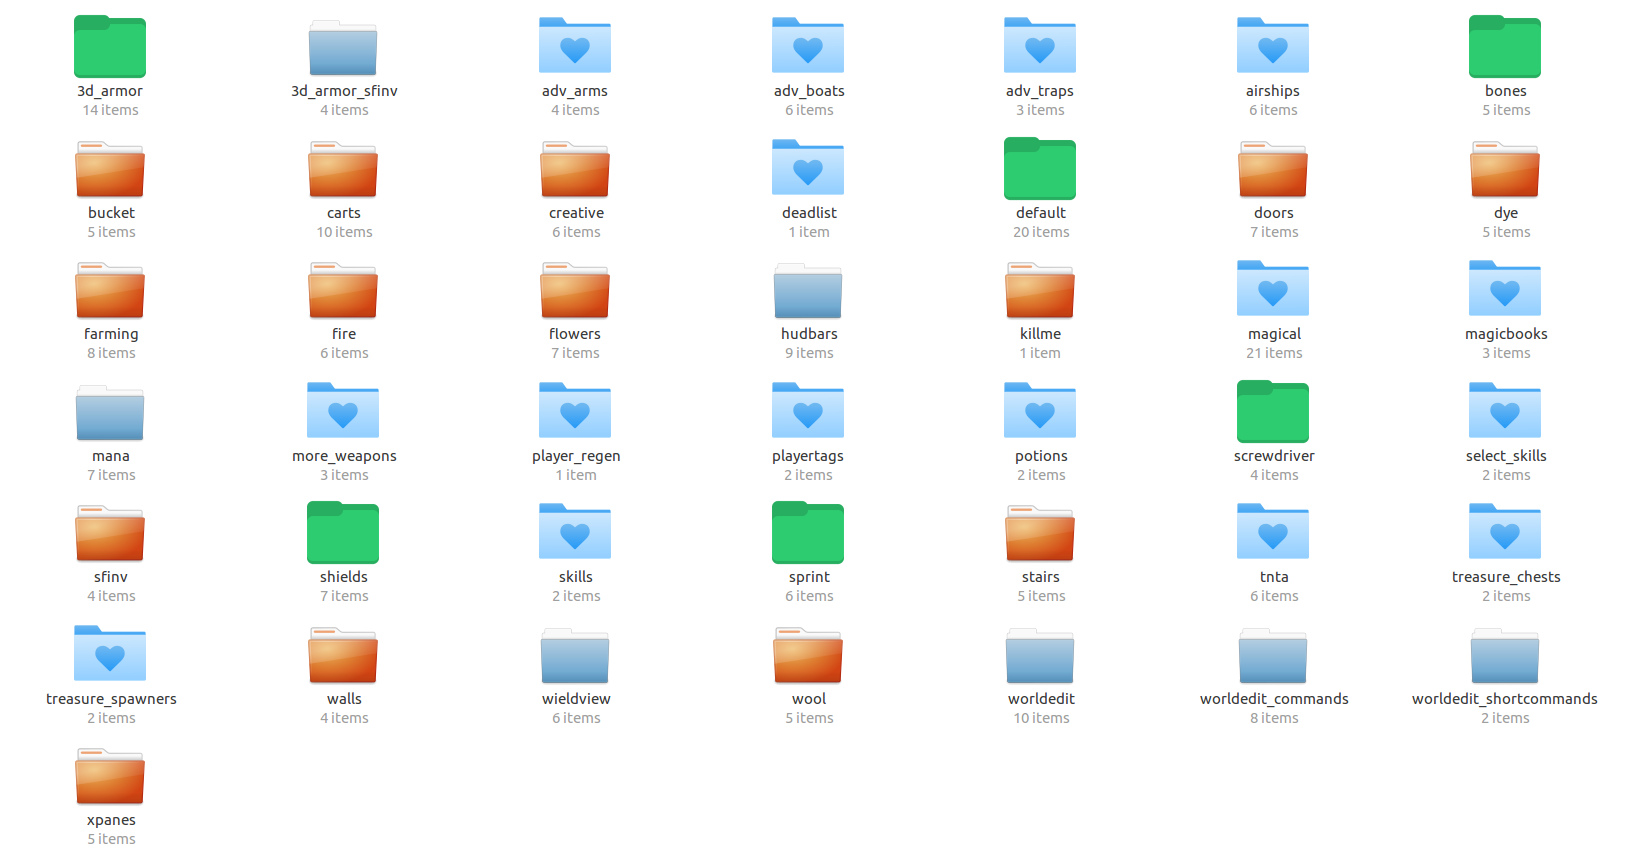 3d_armor 3d_armor_sfinv adv_arms adv_boats adv_traps airships bones
14 items 4 items 4 items 6 items 3 items 6 items 5 items
bucket carts creative deadlist default doors dye
5 items 10 items 6 items 1 item 20 items 7 items 5 items
farming fire flowers hudbars killme magical magicbooks
8 items 6 items 7 items 9 items 1 item 21 items 3 items
mana more_weapons player_regen playertags potions screwdriver select_skills
7 items 3 items 1 item 2 items 2 items 4 items 2 items
sfinv shields skills sprint stairs tnta treasure_chests
4 items 7 items 2 items 6 items 5 items 6 items 2 items
treasure_spawners walls wieldview wool worldedit worldedit_commands worldedit_shortcommands
2 items 4 items 6 items 5 items 10 items 8 items 2 items
xpanes
5 items